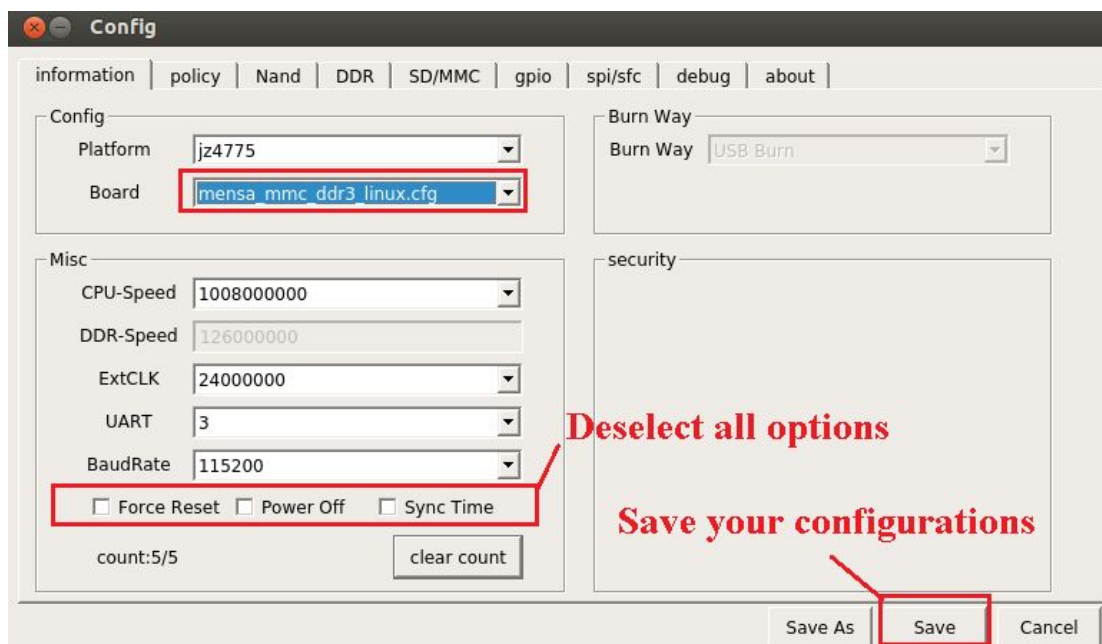 Config
information policy Nand DDR SD/MMC gpio spi/sfc debug about
Config
Platform jz4775
Board mensa_mmc_ddr3_linux.cfg
Burn Way
Burn Way USB Burn
Misc
CPU-Speed 1008000000
DDR-Speed 126000000
ExtCLK 24000000
UART 3
BaudRate 115200
Force Reset Power Off Sync Time
count:5/5 clear count
security
Deselect all options
Save your configurations
Save As Save Cancel